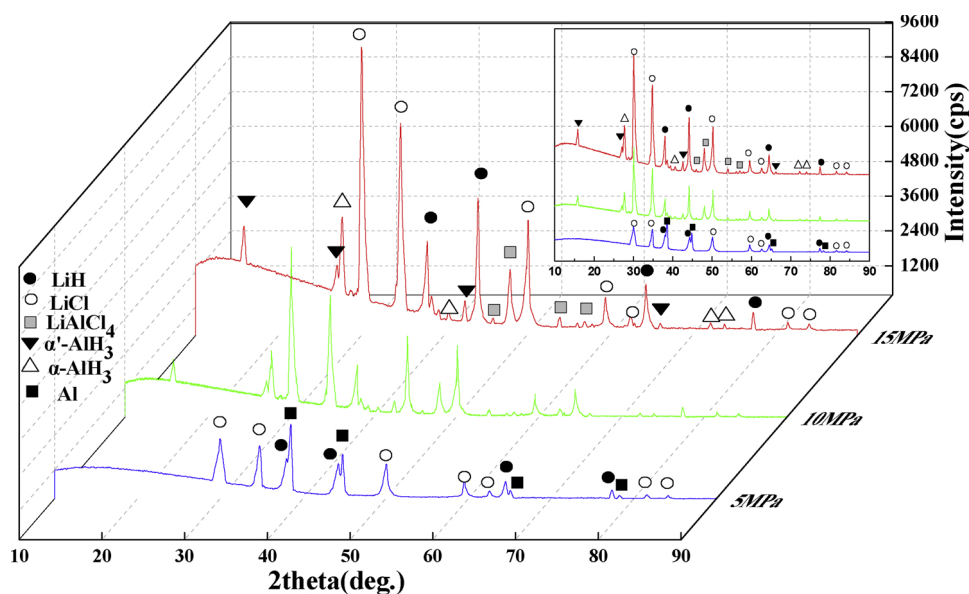 9600
8400
7200
6000
4800
3600
2400
1200
Intensity(cps)
10 20 30 40 50 60 70 80 90
LiH
LiCl
LiAlCl4
α'-AlH3
α-AlH3
Al
15MPa
10MPa
5MPa
10 20 30 40 50 60 70 80 90
2theta(deg.)